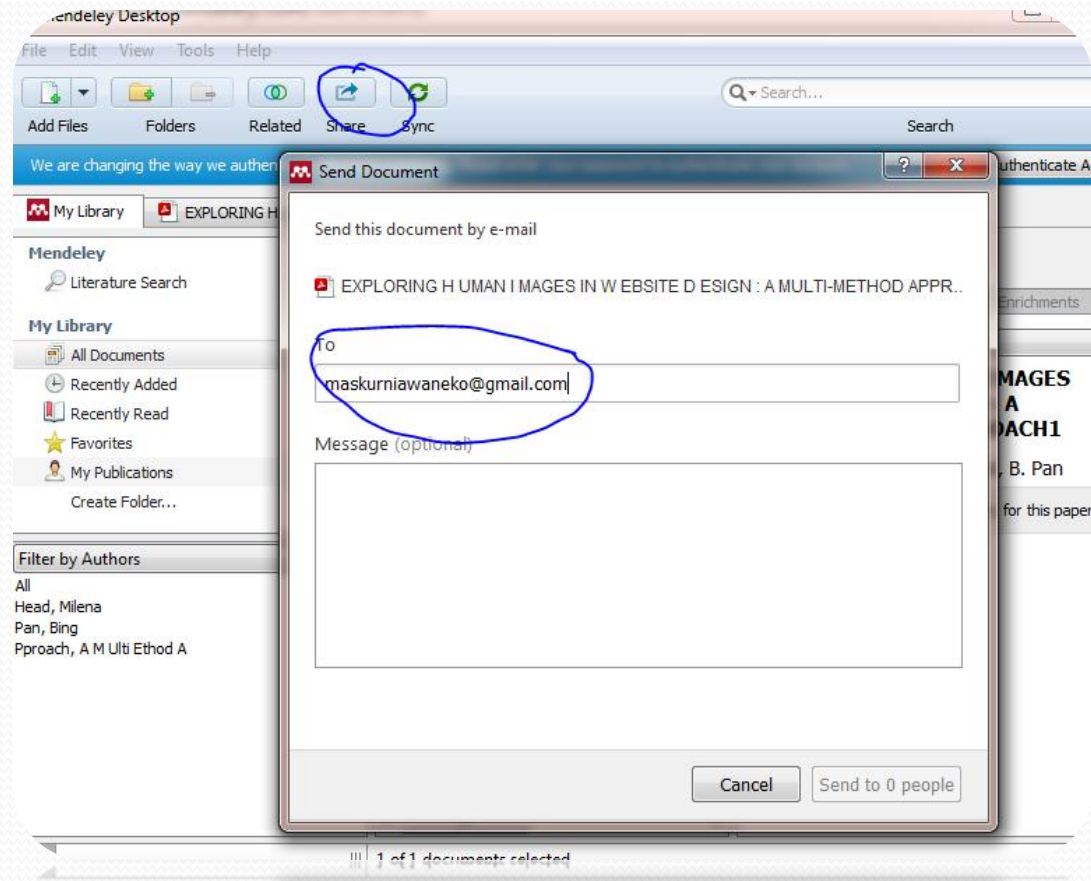 Mendeley Desktop
File Edit View Tools Help
Search...
Add Files Folders Related Share Sync Search
We are changing the way we authen
uthenticate A
Send Document
My Library EXPLORING H
Send this document by e-mail
Mendeley
Literature Search
EXPLORING H UMAN I MAGES IN W EBSITE D ESIGN : A MULTI-METHOD APPR..
Enrichments
My Library
To
All Documents
Recently Added
maskurniawaneko@gmail.com
MAGES
A
Recently Read
OACH1
Favorites
Message (optional)
My Publications
, B. Pan
Create Folder...
for this paper
Filter by Authors
All
Head, Milena
Pan, Bing
Pproach, A M Ulti Ethod A
Cancel Send to 0 people
1 of 1 documents selected